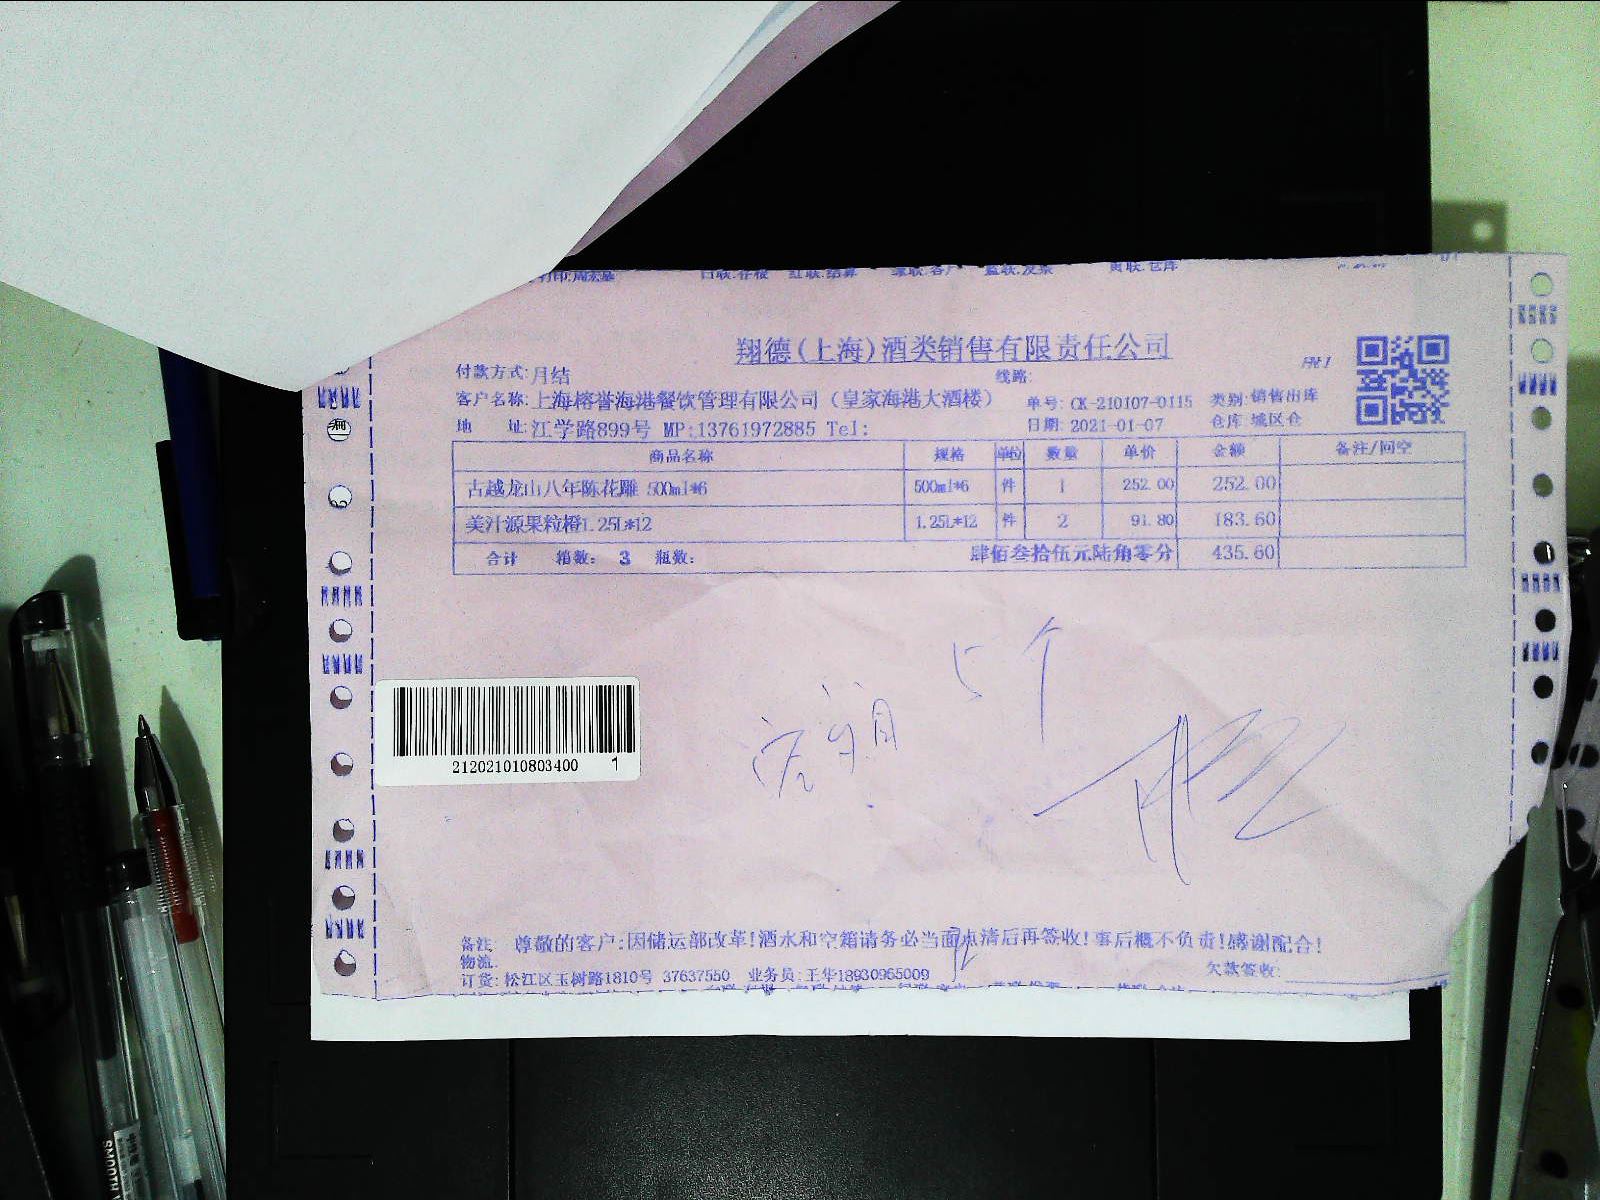 翔德(上海)酒类销售有限责任公司
付款方式:月结 线路:
客户名称:上海榕誉海港餐饮管理有限公司（皇家海港大酒楼） 单号: CK-210107-0115 类别:销售出库
地 址:江学路899号 MP:13761972885 Tel: 日期: 2021-01-07 仓库:城区仓
商品名称 规格 单位 数量 单价 金额 备注/回空
古越龙山八年陈花雕 500ml*6 500ml*6 件 1 252.00 252.00
美汁源果粒橙1.25L*12 1.25L*12 件 2 91.80 183.60
合计 箱数: 3 瓶数: 肆佰叁拾伍元陆角零分 435.60
5个
212021010803400 1
备注: 尊敬的客户:因储运部改革!酒水和空箱请务必当面点清后再签收!事后概不负责!感谢配合!
物流:
订货: 松江区玉树路1810号 37637550 业务员:王华18930965009 欠款签收:
SMOOTH